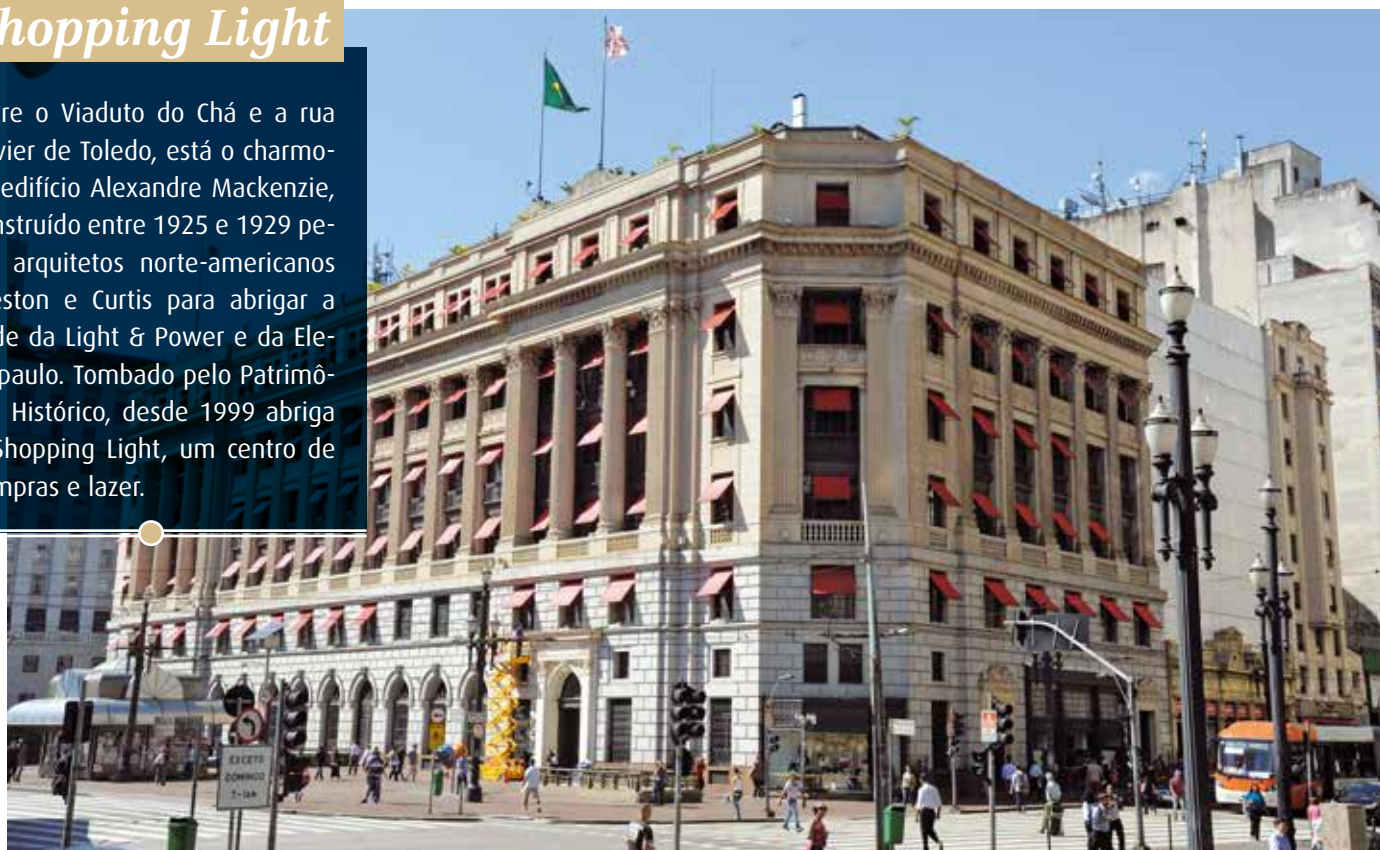 hopping Light
re o Viaduto do Chá e a rua
vier de Toledo, está o charmo-
edifício Alexandre Mackenzie,
nstruído entre 1925 e 1929 pe-
arquitetos norte-americanos
eston e Curtis para abrigar a
de da Light & Power e da Ele-
paulo. Tombado pelo Patrimô-
Histórico, desde 1999 abriga
Shopping Light, um centro de
mpras e lazer.
EXCETO
DOMINGO
7-16H